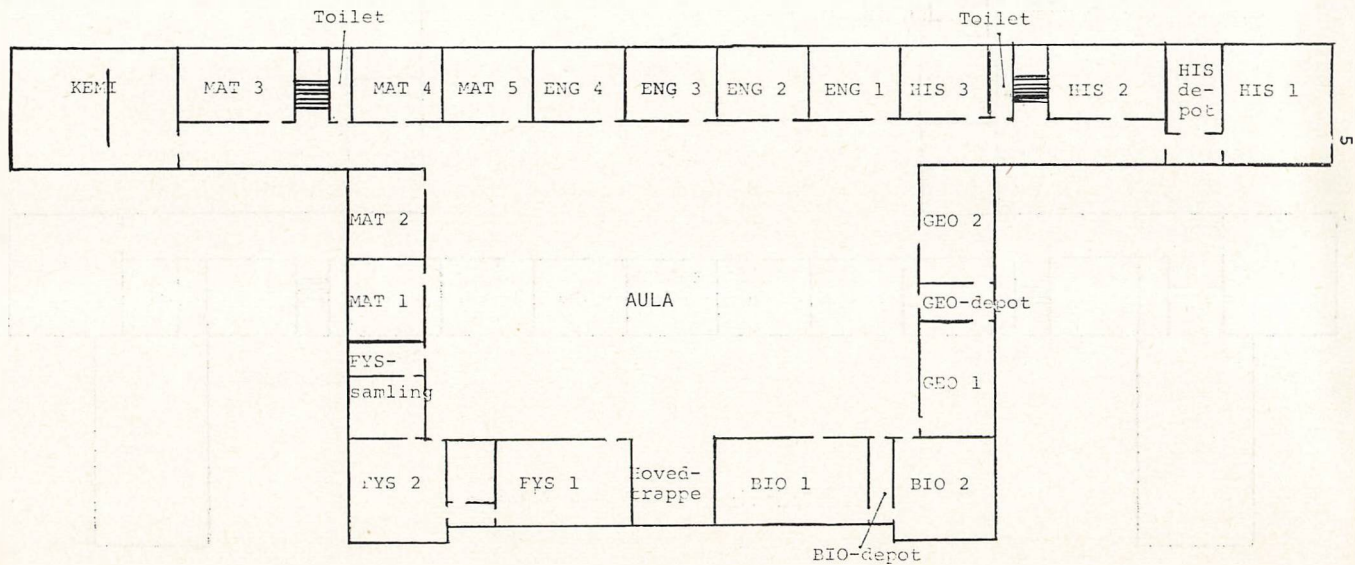 Toilet
Toilet
KEMI
MAT 3
MAT 4
MAT 5
ENG 4
ENG 3
ENG 2
ENG 1
HIS 3
HIS 2
HIS
de-
pot
HIS 1
5
MAT 2
GEO 2
MAT 1
AULA
GEO-depot
FYS-
samling
GEO 1
FYS 2
FYS 1
Hoved-
trappe
BIO 1
BIO 2
BIO-depot